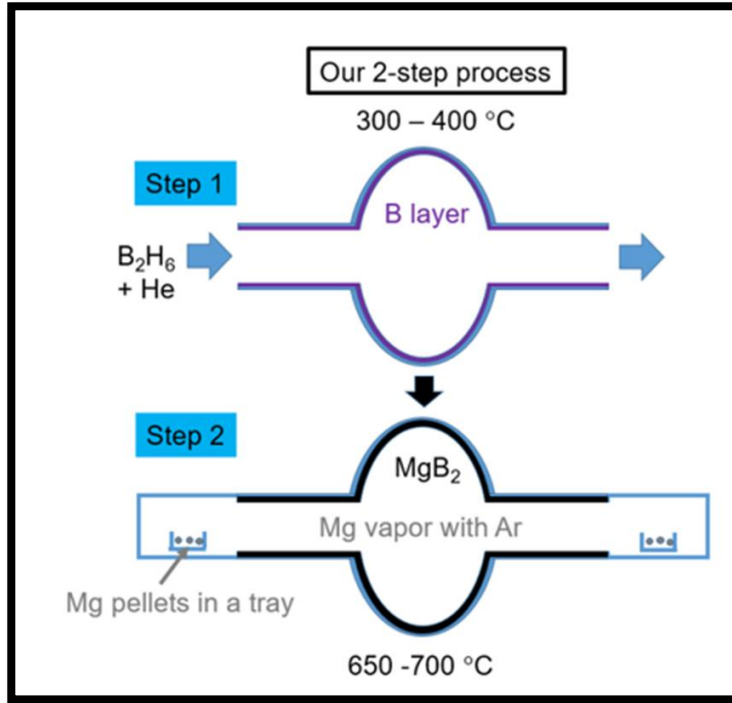 Our 2-step process
300 – 400 °C
Step 1
B layer
B₂H₆
+ He
Step 2
MgB₂
Mg vapor with Ar
Mg pellets in a tray
650 -700 °C